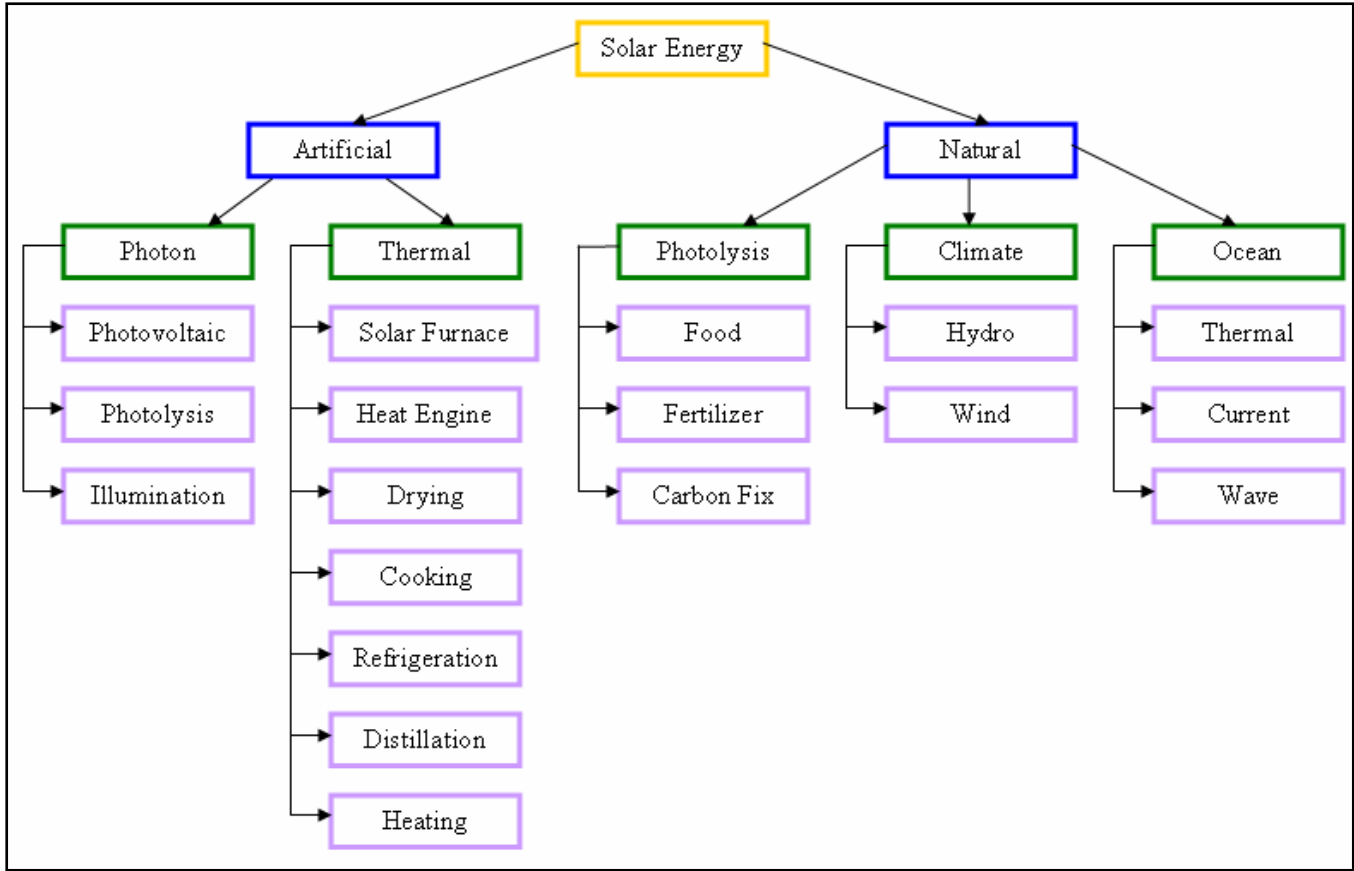 Solar Energy
Artificial
Natural
Photon
Thermal
Photolysis
Climate
Ocean
Photovoltaic
Solar Furnace
Food
Hydro
Thermal
Photolysis
Heat Engine
Fertilizer
Wind
Current
Illumination
Drying
Carbon Fix
Wave
Cooking
Refrigeration
Distillation
Heating